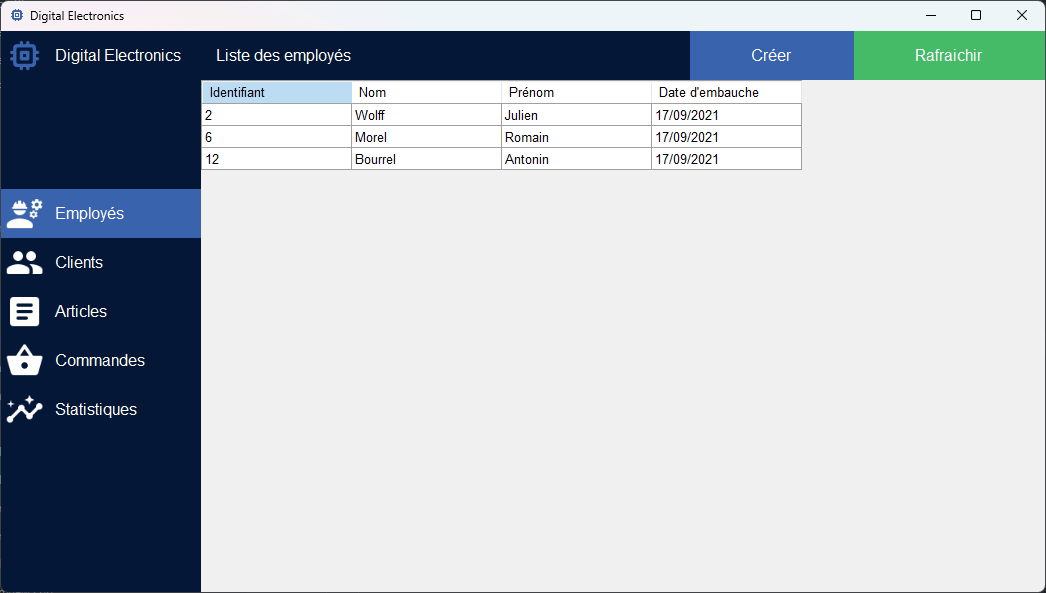 Digital Electronics
Digital Electronics Liste des employés Créer Rafraichir
Identifiant Nom Prénom Date d'embauche
2 Wolff Julien 17/09/2021
6 Morel Romain 17/09/2021
12 Bourrel Antonin 17/09/2021
Employés
Clients
Articles
Commandes
Statistiques